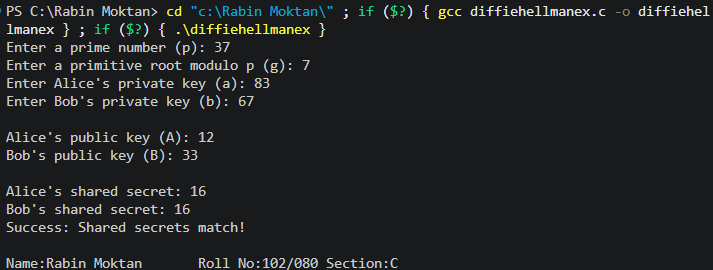 PS C:\Rabin Moktan> cd "c:\Rabin Moktan\" ; if ($?) { gcc diffiehellmanex.c -o diffiehel
lmanex } ; if ($?) { .\diffiehellmanex }
Enter a prime number (p): 37
Enter a primitive root modulo p (g): 7
Enter Alice's private key (a): 83
Enter Bob's private key (b): 67

Alice's public key (A): 12
Bob's public key (B): 33

Alice's shared secret: 16
Bob's shared secret: 16
Success: Shared secrets match!

Name:Rabin Moktan       Roll No:102/080 Section:C